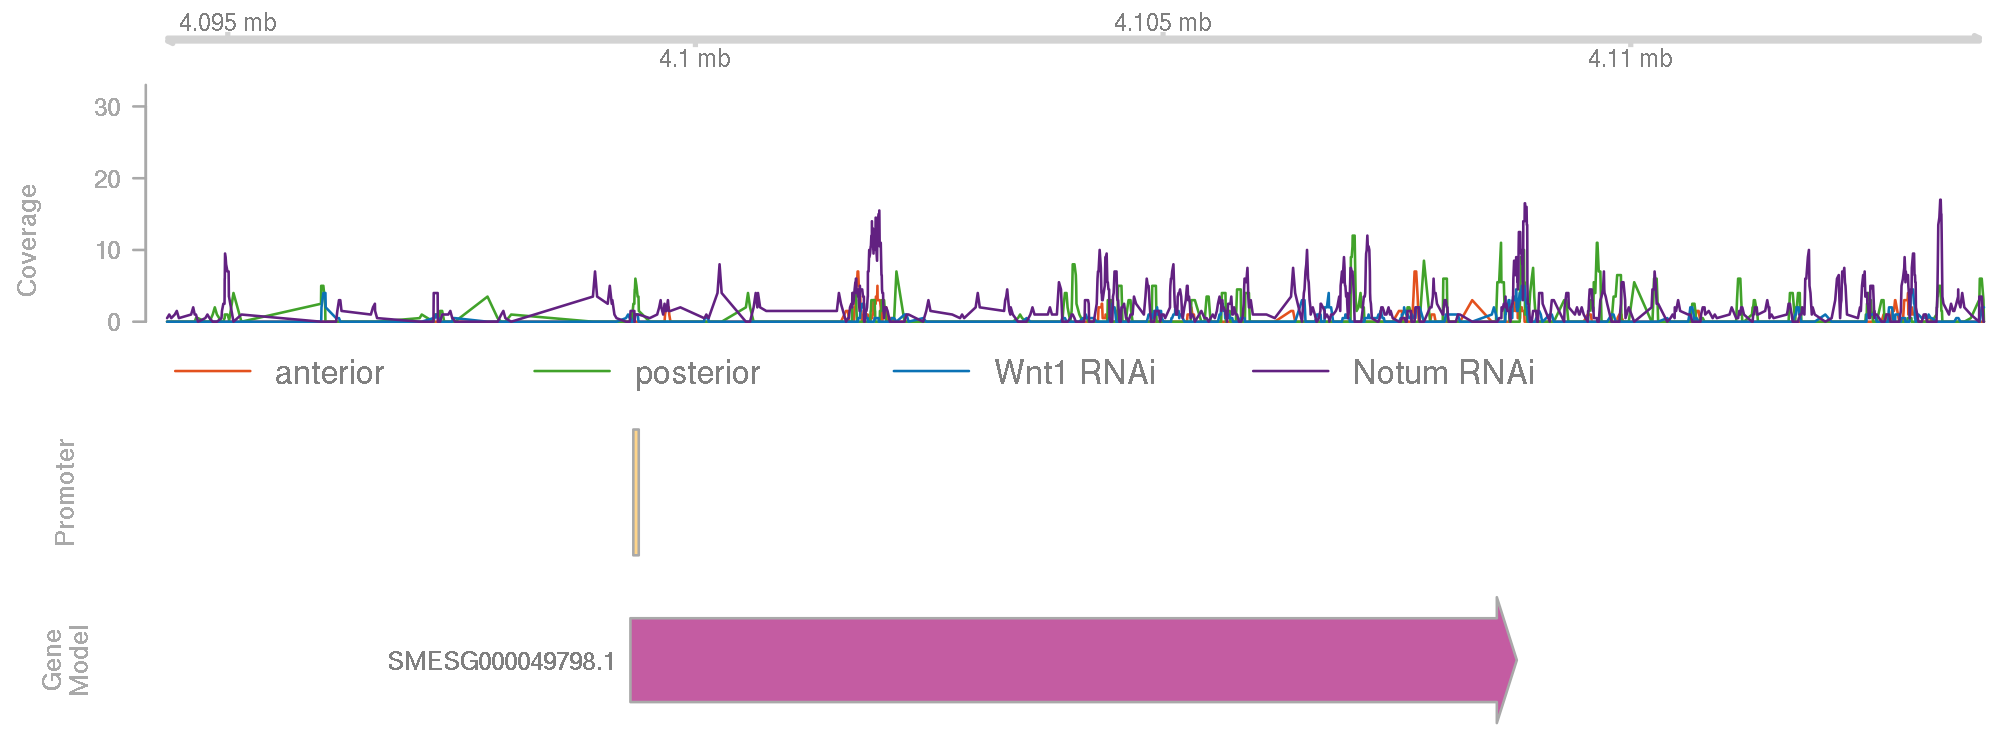 4.095 mb
4.105 mb
4.1 mb
4.11 mb
Coverage
30
20
10
0
anterior posterior Wnt1 RNAi Notum RNAi
Promoter
Gene
Model
SMESG000049798.1